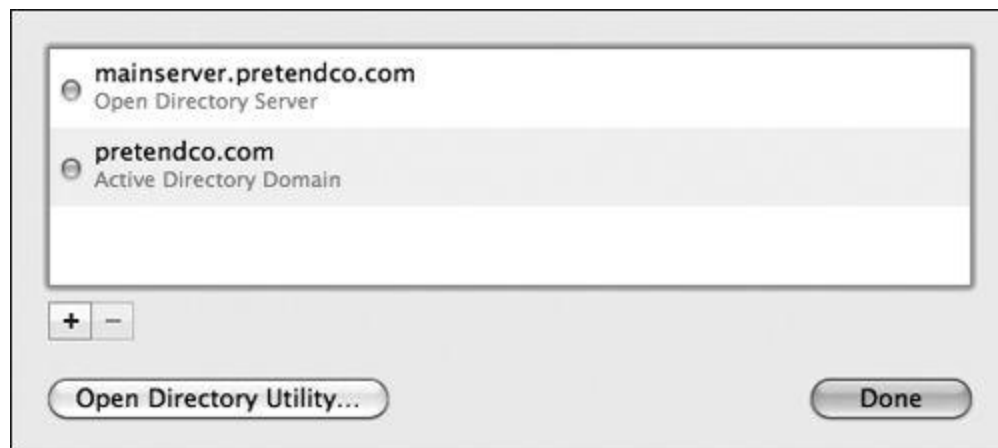 mainserver.pretendco.com
Open Directory Server
pretendco.com
Active Directory Domain
+ −
Open Directory Utility...
Done